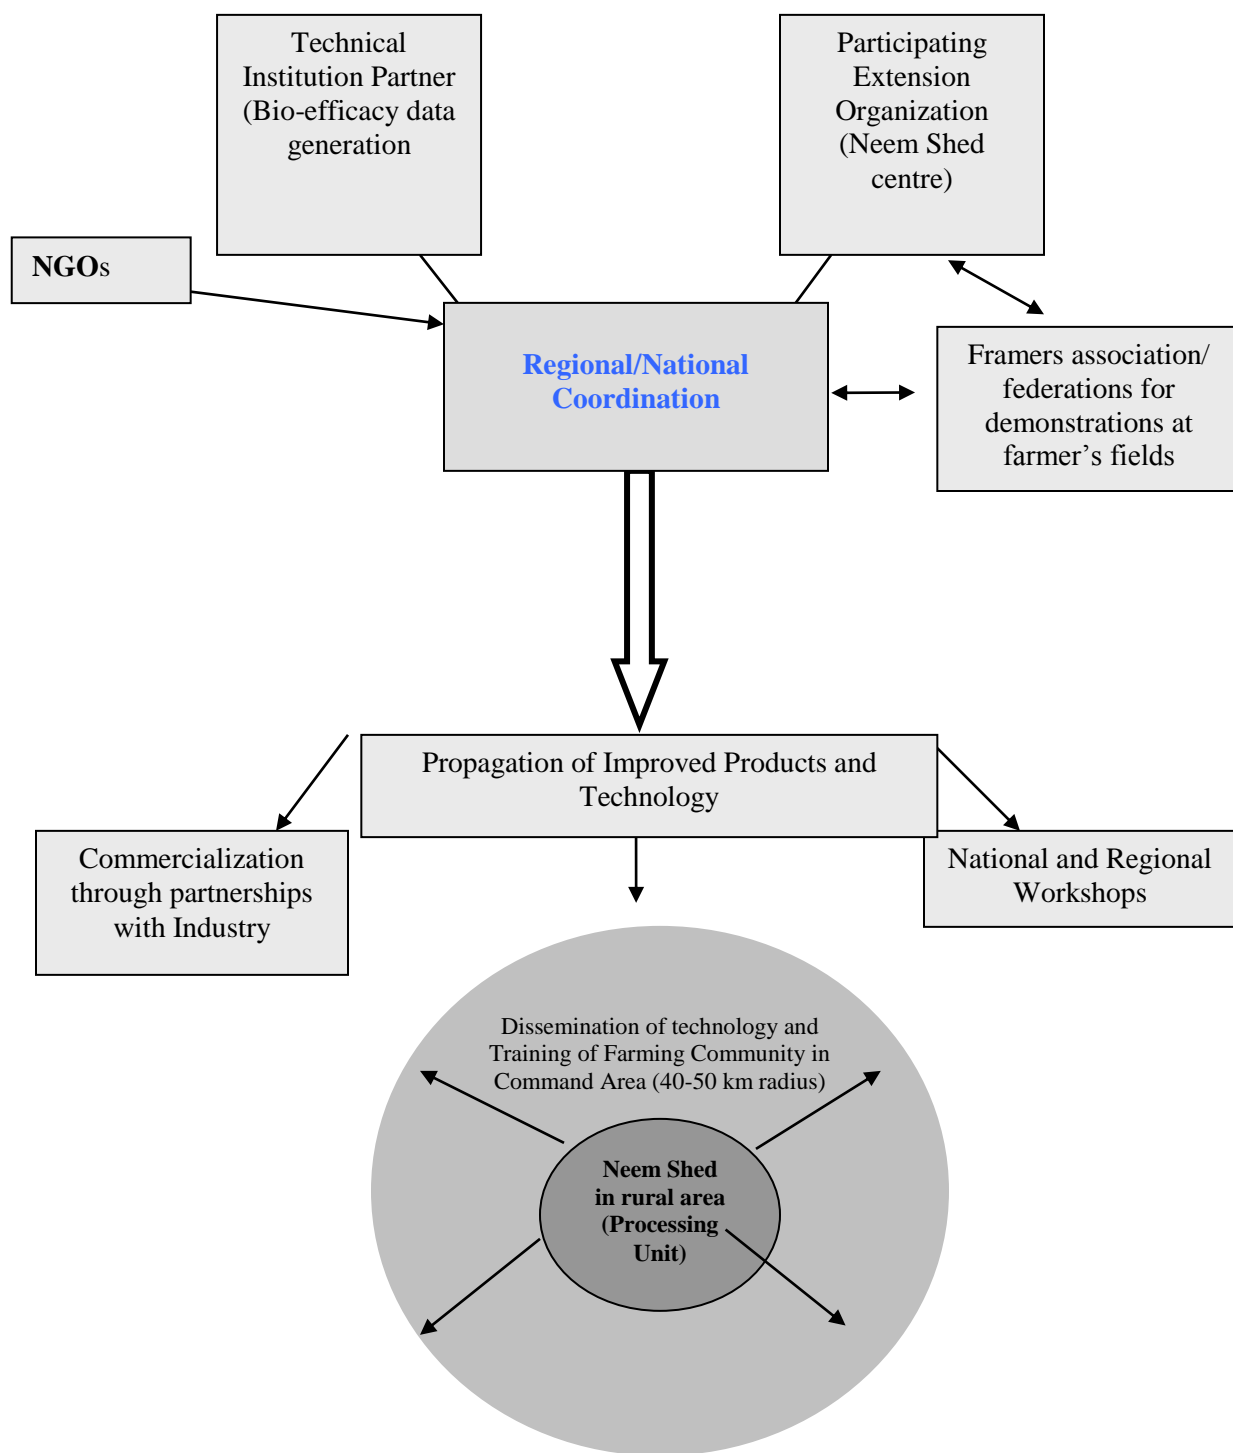 Technical
Institution Partner
(Bio-efficacy data
generation
Participating
Extension
Organization
(Neem Shed
centre)
NGOs
Regional/National
Coordination
Framers association/
federations for
demonstrations at
farmer’s fields
Propagation of Improved Products and
Technology
Commercialization
through partnerships
with Industry
National and Regional
Workshops
Dissemination of technology and
Training of Farming Community in
Command Area (40-50 km radius)
Neem Shed
in rural area
(Processing
Unit)